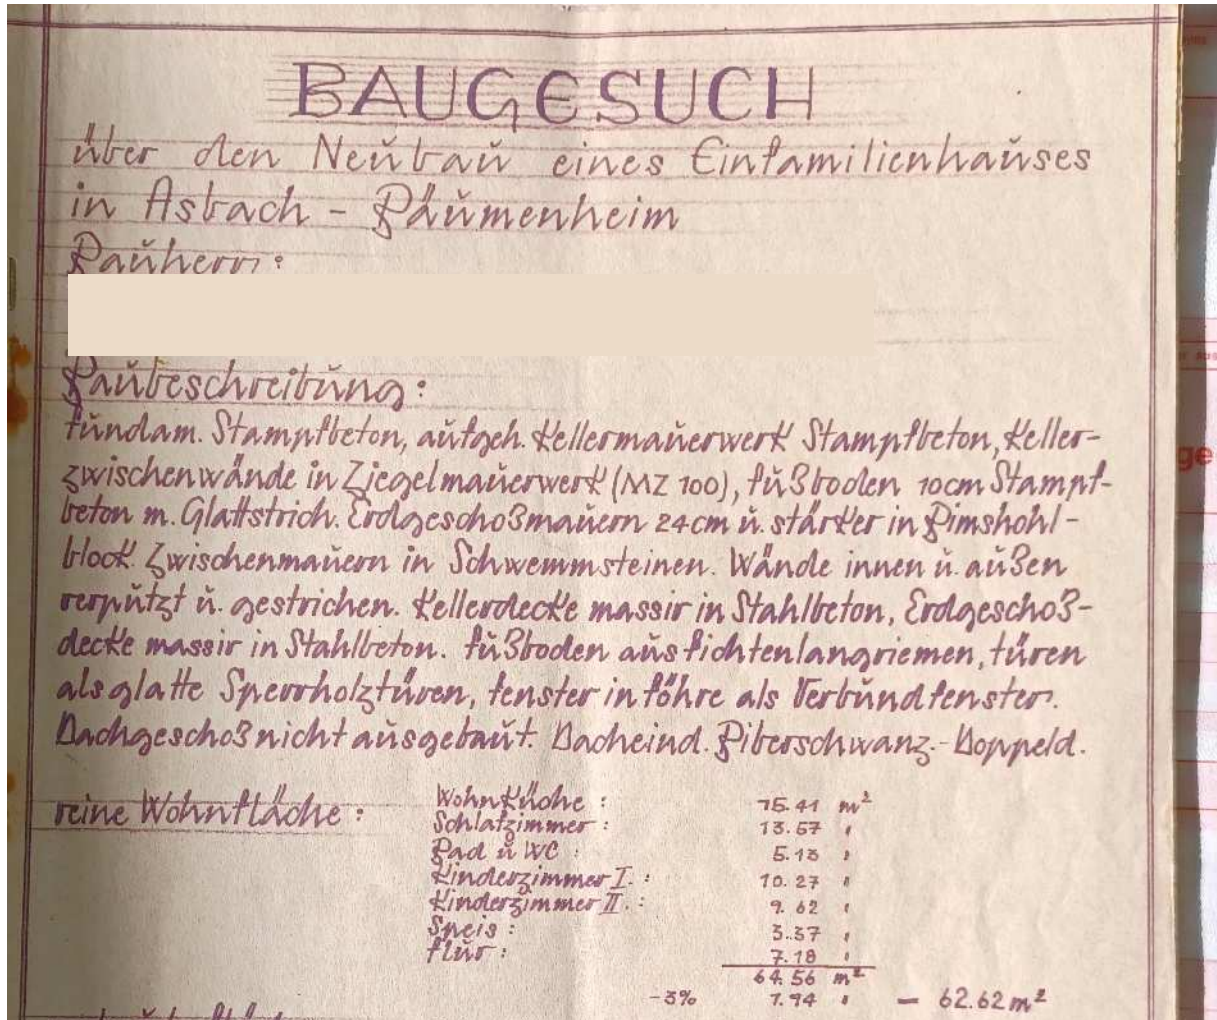 BAUGESUCH
über den Neubau eines Einfamilienhauses
in Asbach - Bäumenheim
Bauherr:
Baubeschreibung:
Fundam. Stampfbeton, aufgeh. Kellermauerwerk Stampfbeton, Keller-
zwischenwände in Ziegelmauerwerk (MZ 100), Fußboden 10cm Stampf-
beton m. Glattstrich. Erdgeschoßmauern 24cm u. stärker in Bimshohl-
block. Zwischenmauern in Schwemmsteinen. Wände innen u. außen
verputzt u. gestrichen. Kellerdecke massiv in Stahlbeton, Erdgeschoß-
decke massiv in Stahlbeton. Fußboden aus Fichtenlangriemen, Türen
als glatte Sperrholztüren, Fenster in Föhre als Verbundfenster.
Dachgeschoß nicht ausgebaut. Dacheind. Biberschwanz.-Doppeld.
reine Wohnfläche: Wohnküche: 15.41 m²
Schlafzimmer: 13.57 "
Bad u WC: 5.13 "
Kinderzimmer I.: 10.27 "
Kinderzimmer II.: 9.62 "
Speis: 3.37 "
Flur: 7.18 "
64.56 m²
-3% 1.94 " — 62.62 m²